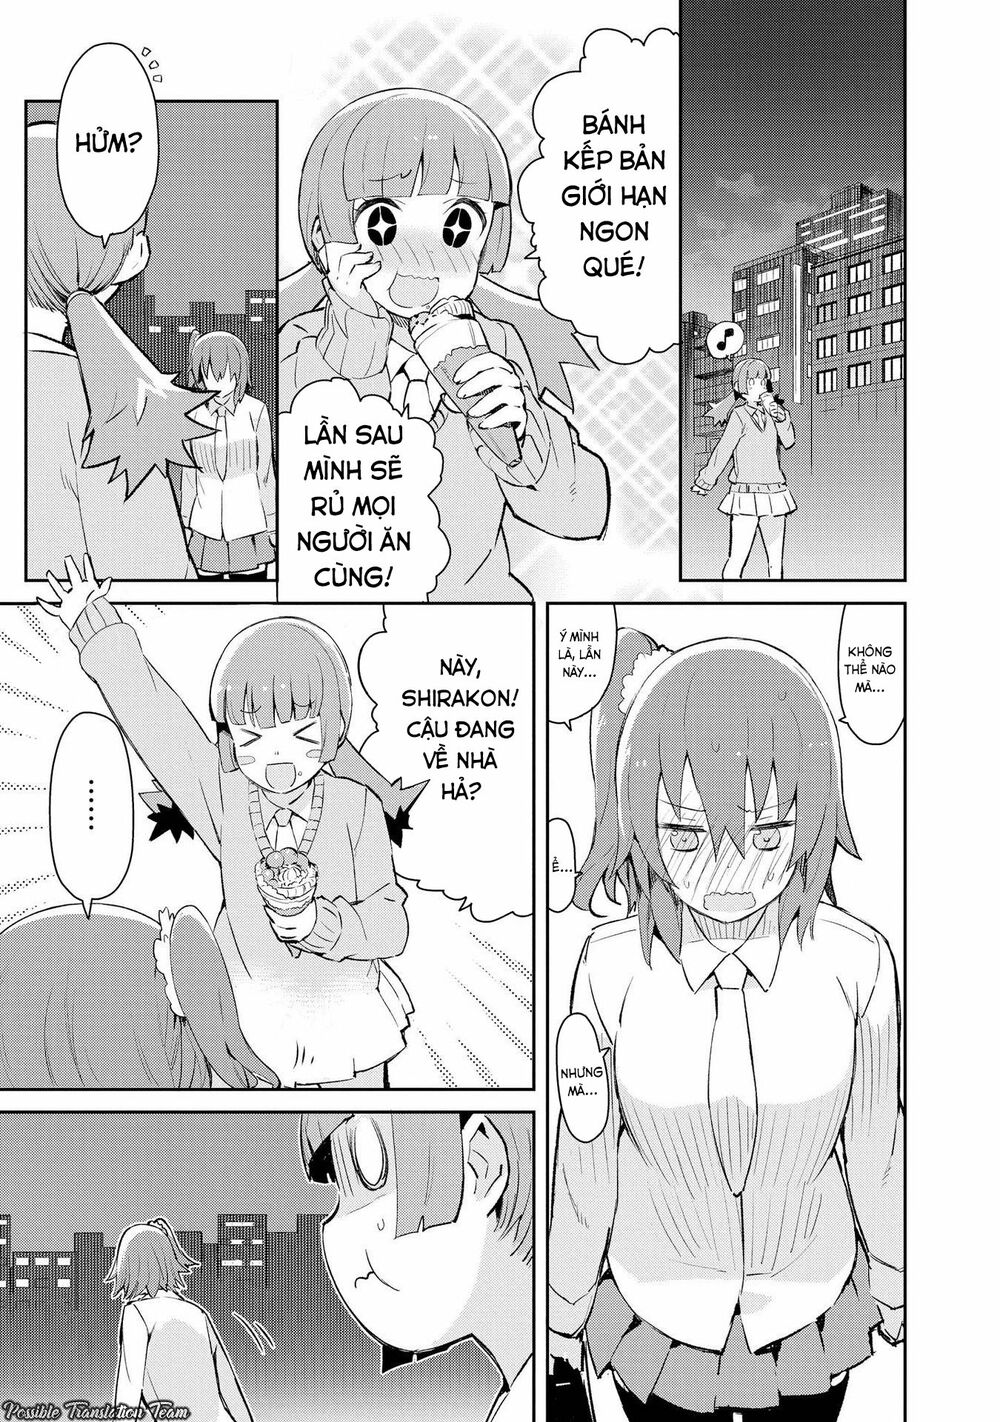 BÁNH
KẾP BẢN
GIỚI HẠN
NGON
QUÉ!
LẦN SAU
MÌNH SẼ
RỦ MỌI
NGƯỜI ĂN
CÙNG!
HỬM?
KHÔNG
THỂ NÀO
MÀ...
Ý MÌNH
LÀ, LẦN
NÀY...
Ể...
NHƯNG
MÀ...
NÀY,
SHIRAKON!
CẬU ĐANG
VỀ NHÀ
HẢ?
......
Possible Translation Team